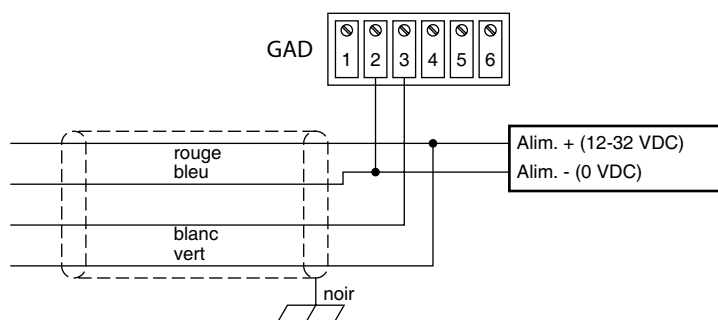 GAD
1 2 3 4 5 6
Alim. + (12-32 VDC)
Alim. - (0 VDC)
rouge
bleu
blanc
vert
noir